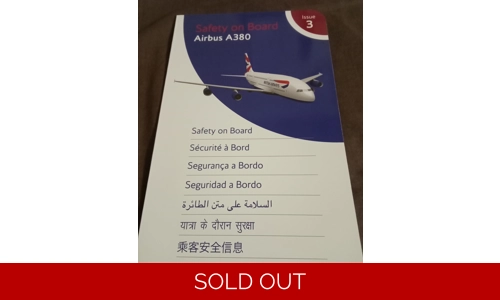 Safety on Board
Airbus A380
Issue
3
Safety on Board
Sécurité à Bord
Segurança a Bordo
Seguridad a Bordo
السلامة على متن الطائرة
यात्रा के दौरान सुरक्षा
乘客安全信息
SOLD OUT